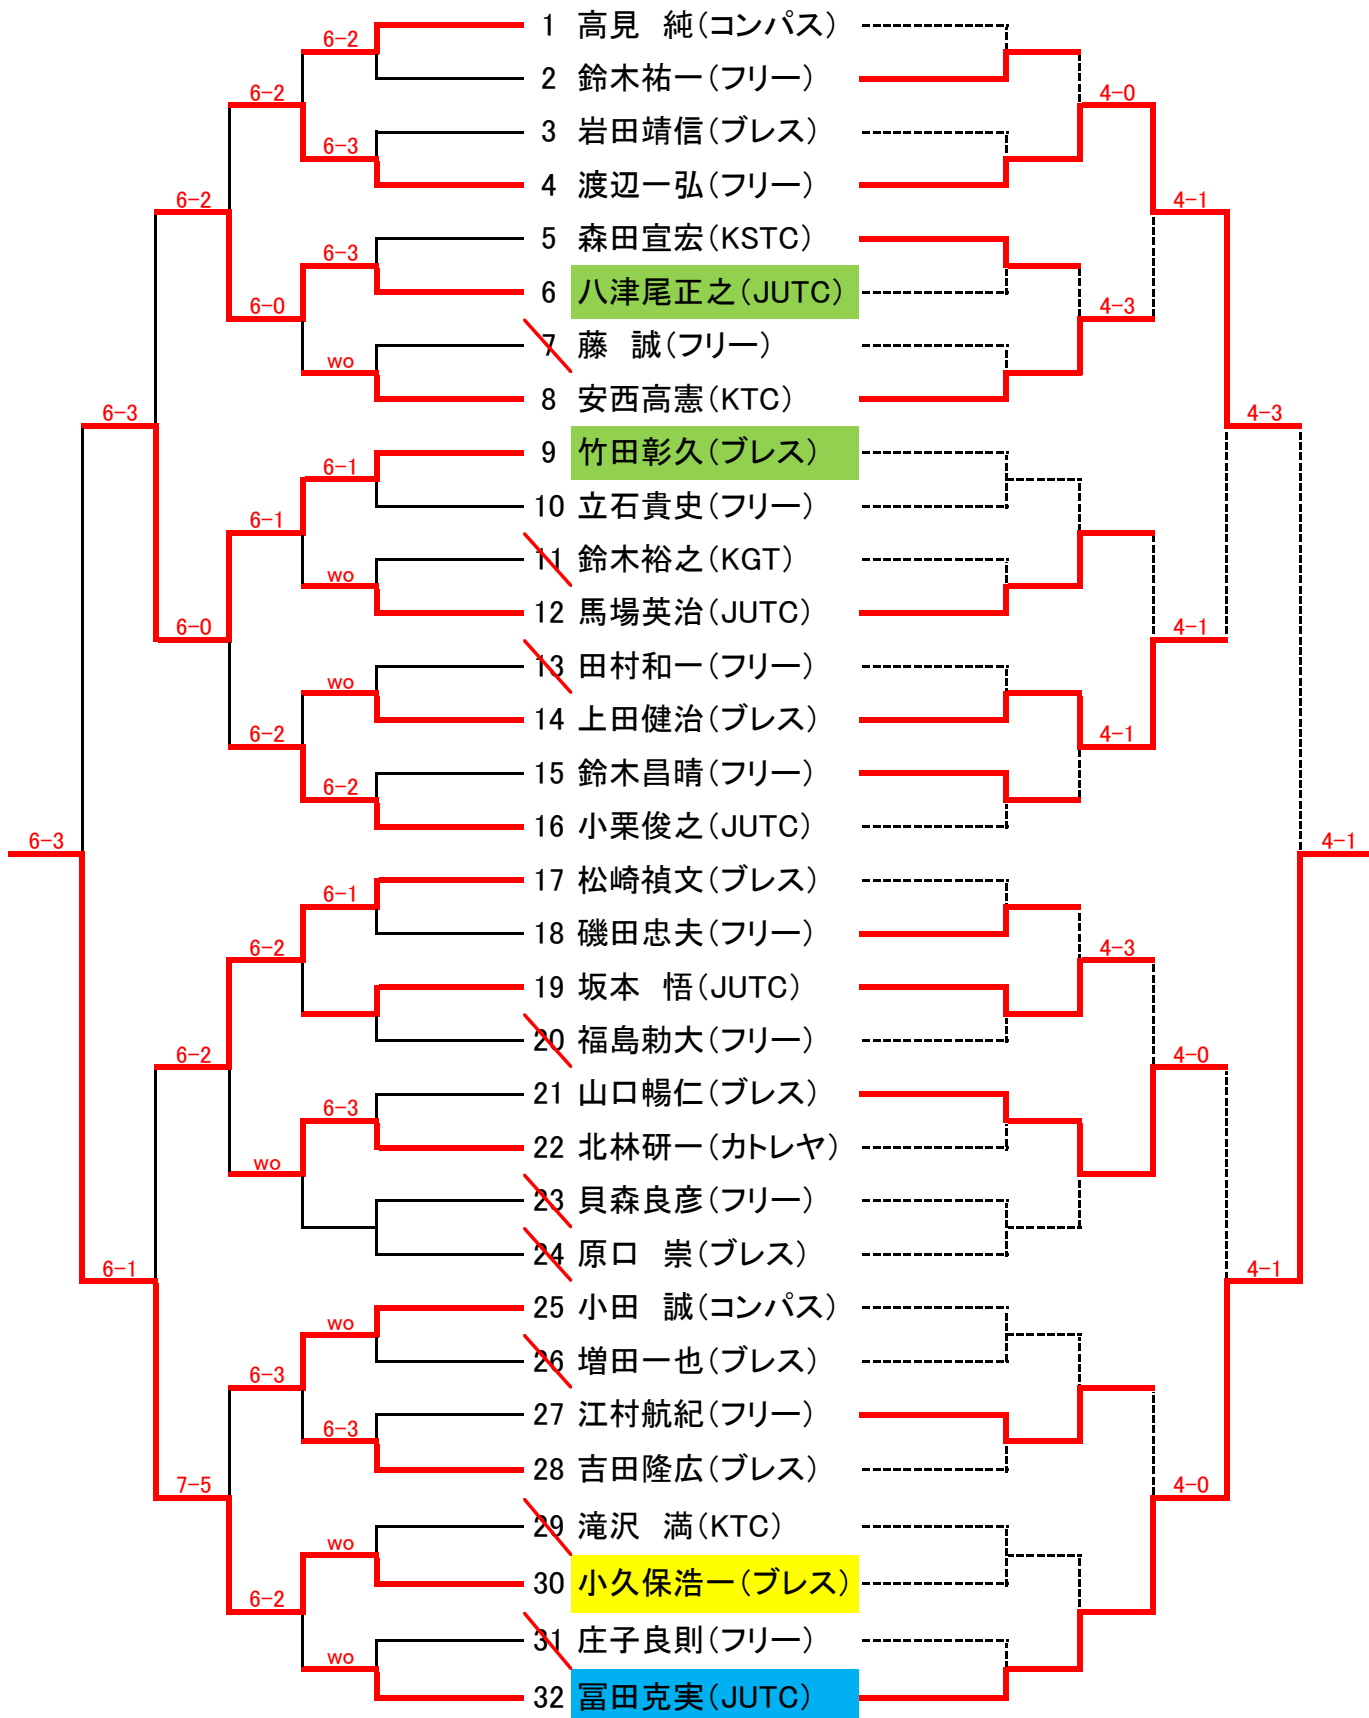 1 高見　純(コンパス)
6-2
2 鈴木祐一(フリー)
6-2 4-0
3 岩田靖信(ブレス)
6-3
4 渡辺一弘(フリー)
6-2 4-1
5 森田宣宏(KSTC)
6-3
6 八津尾正之(JUTC)
6-0 4-3
7 藤　誠(フリー)
wo
8 安西高憲(KTC)
6-3 4-3
9 竹田彰久(ブレス)
6-1
10 立石貴史(フリー)
6-1
11 鈴木裕之(KGT)
wo
12 馬場英治(JUTC)
6-0 4-1
13 田村和一(フリー)
wo
14 上田健治(ブレス)
6-2 4-1
15 鈴木昌晴(フリー)
6-2
16 小栗俊之(JUTC)
6-3 4-1
17 松崎禎文(ブレス)
6-1
18 磯田忠夫(フリー)
6-2 4-3
19 坂本　悟(JUTC)
20 福島勅大(フリー)
6-2 4-0
21 山口暢仁(ブレス)
6-3
22 北林研一(カトレヤ)
wo
23 貝森良彦(フリー)
24 原口　崇(ブレス)
6-1 4-1
25 小田　誠(コンパス)
wo
26 増田一也(ブレス)
6-3
27 江村航紀(フリー)
6-3
28 吉田隆広(ブレス)
7-5 4-0
29 滝沢　満(KTC)
wo
30 小久保浩一(ブレス)
6-2
31 庄子良則(フリー)
wo
32 冨田克実(JUTC)